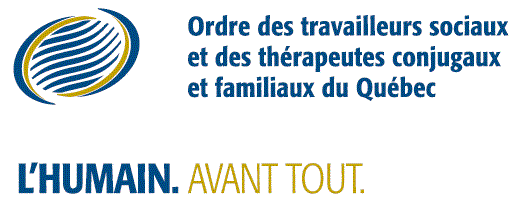 Ordre des travailleurs sociaux
et des thérapeutes conjugaux
et familiaux du Québec
L'HUMAIN. AVANT TOUT.